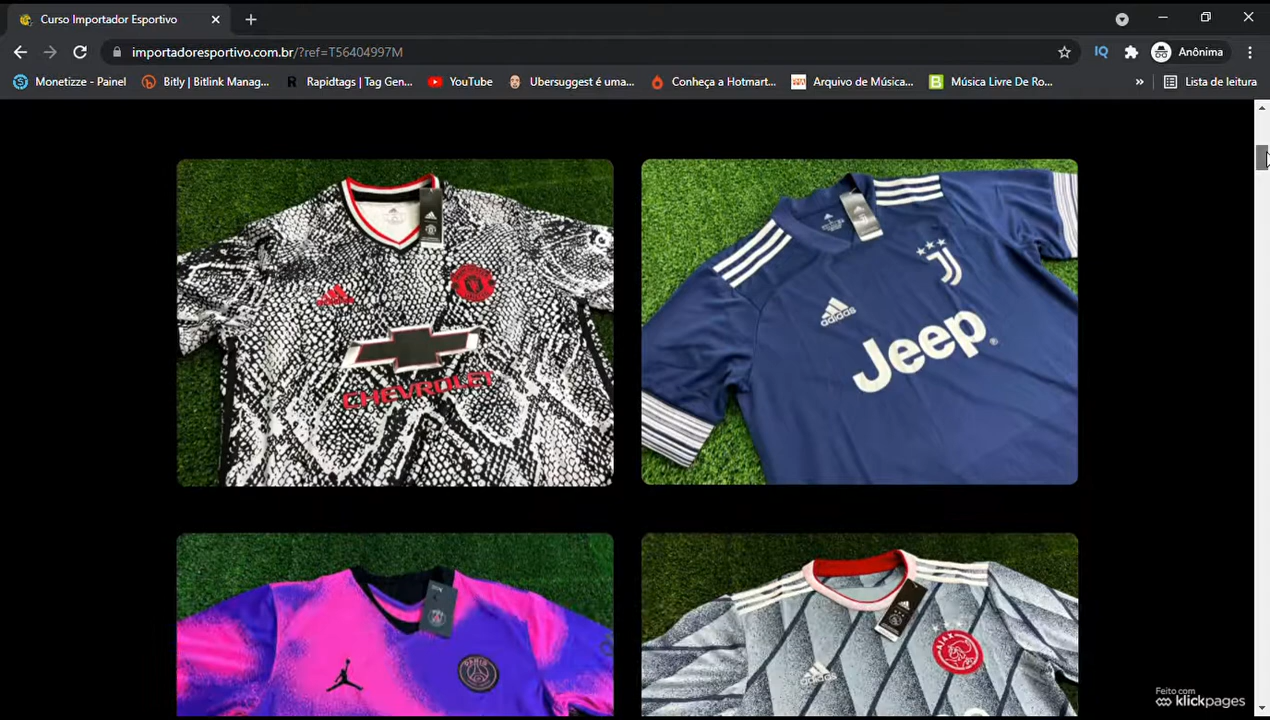 Curso Importador Esportivo
importadoresportivo.com.br/?ref=T56404997M
Anônima
Monetizze - Painel
Bitly | Bitlink Manag...
Rapidtags | Tag Gen...
YouTube
Ubersuggest é uma...
Conheça a Hotmart...
Arquivo de Música...
Música Livre De Ro...
»
Lista de leitura
CHEVROLET
adidas
Jeep
PARIS
AJAX
adidas
Feito com
klickpages